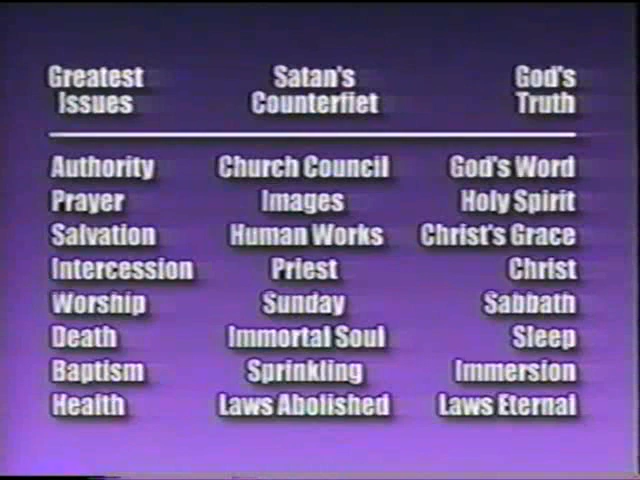 Greatest Issues Satan's Counterfiet God's Truth
Authority Church Council God's Word
Prayer Images Holy Spirit
Salvation Human Works Christ's Grace
Intercession Priest Christ
Worship Sunday Sabbath
Death Immortal Soul Sleep
Baptism Sprinkling Immersion
Health Laws Abolished Laws Eternal